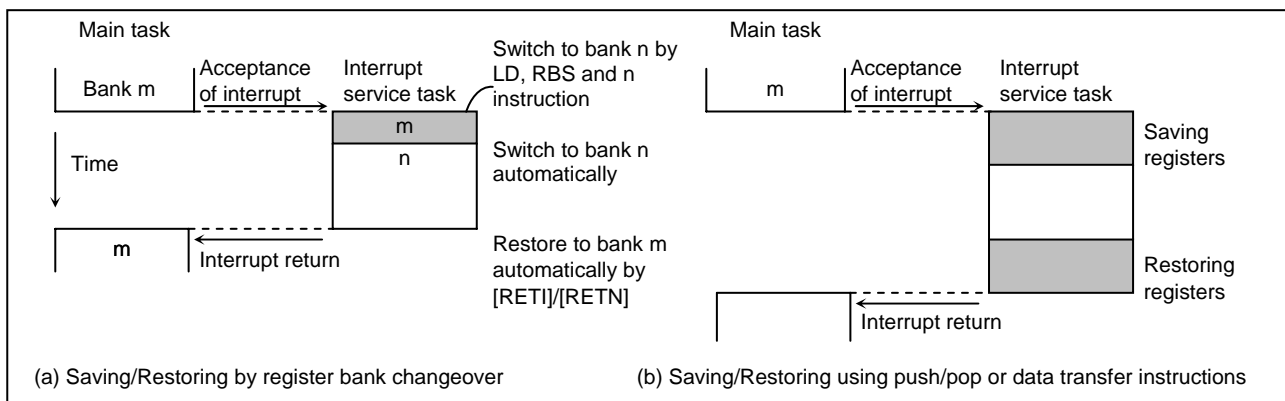 Main task
Bank m
Acceptance
of interrupt
Interrupt
service task
Switch to bank n by
LD, RBS and n
instruction
m
n
Switch to bank n
automatically
Time
m
Interrupt return
Restore to bank m
automatically by
[RETI]/[RETN]
(a) Saving/Restoring by register bank changeover
Main task
m
Acceptance
of interrupt
Interrupt
service task
Saving
registers
Restoring
registers
Interrupt return
(b) Saving/Restoring using push/pop or data transfer instructions